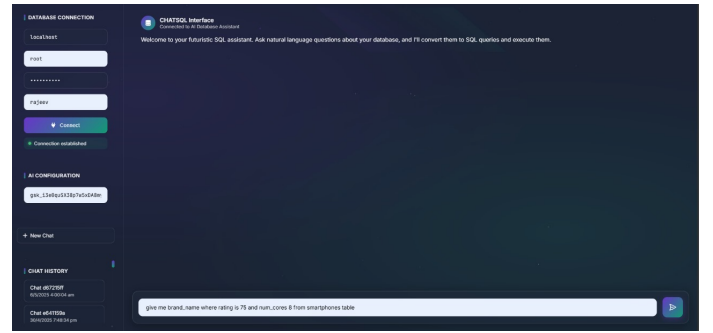 DATABASE CONNECTION
localhost
root
••••••••••
rajeev
Connect
Connection established
AI CONFIGURATION
+ New Chat
CHAT HISTORY
Chat d67215ff
8/5/2025 4:00:04 am
Chat e641159a
30/4/2025 7:48:34 pm
CHATSQL Interface
Connected to AI Database Assistant
Welcome to your futuristic SQL assistant. Ask natural language questions about your database, and I'll convert them to SQL queries and execute them.
give me brand_name where rating is 75 and num_cores 8 from smartphones table